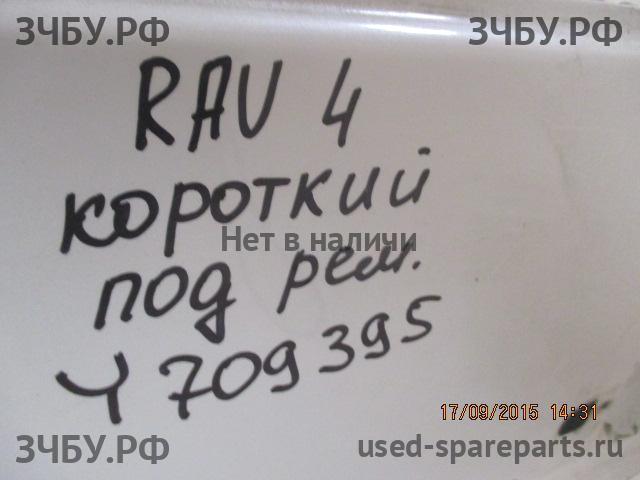 ЗЧБУ.РФ ЗЧБУ.РФ
RAV 4
короткий
Нет в наличи
под рем.
Ч709395
17/09/2015 14:31
ЗЧБУ.РФ used-spareparts.ru